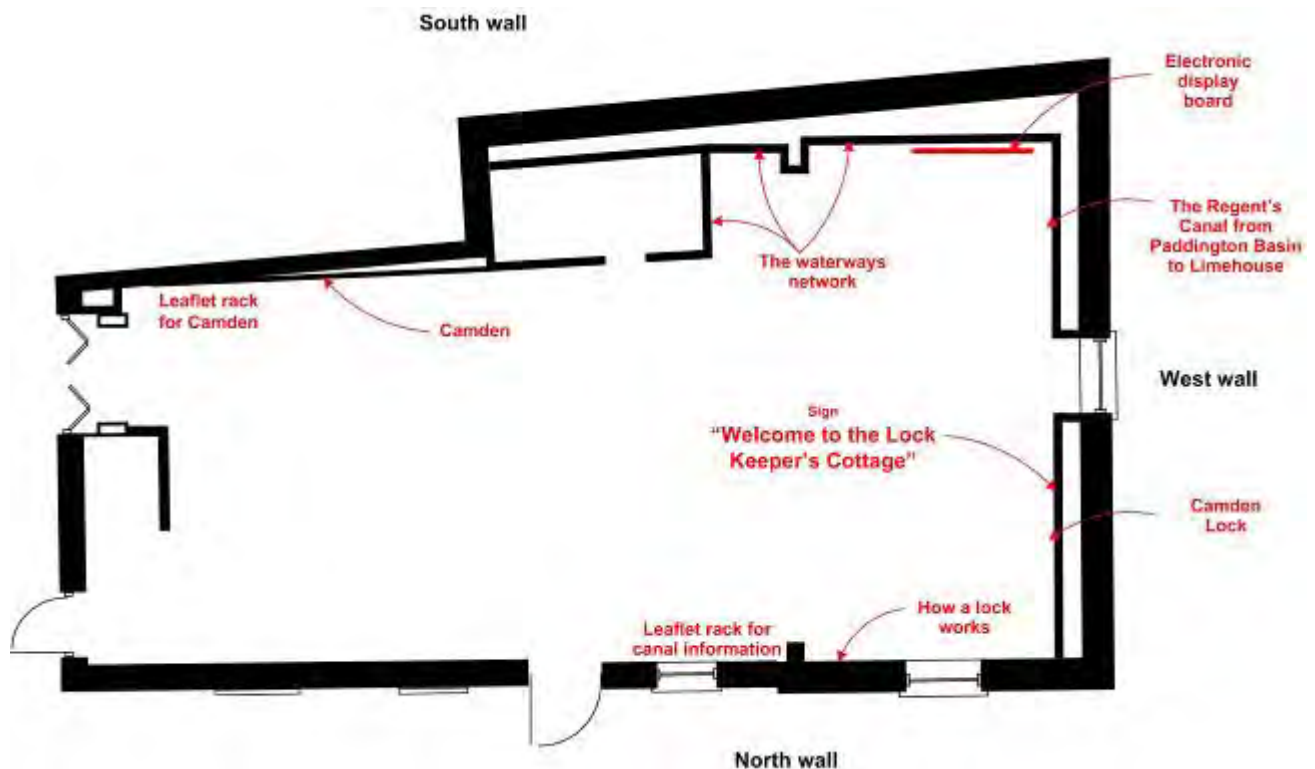 South wall
Electronic
display
board
The Regent's
Canal from
Paddington Basin
to Limehouse
The waterways
network
Leaflet rack
for Camden
Camden
West wall
Sign
“Welcome to the Lock
Keeper's Cottage”
Camden
Lock
How a lock
works
Leaflet rack for
canal information
North wall